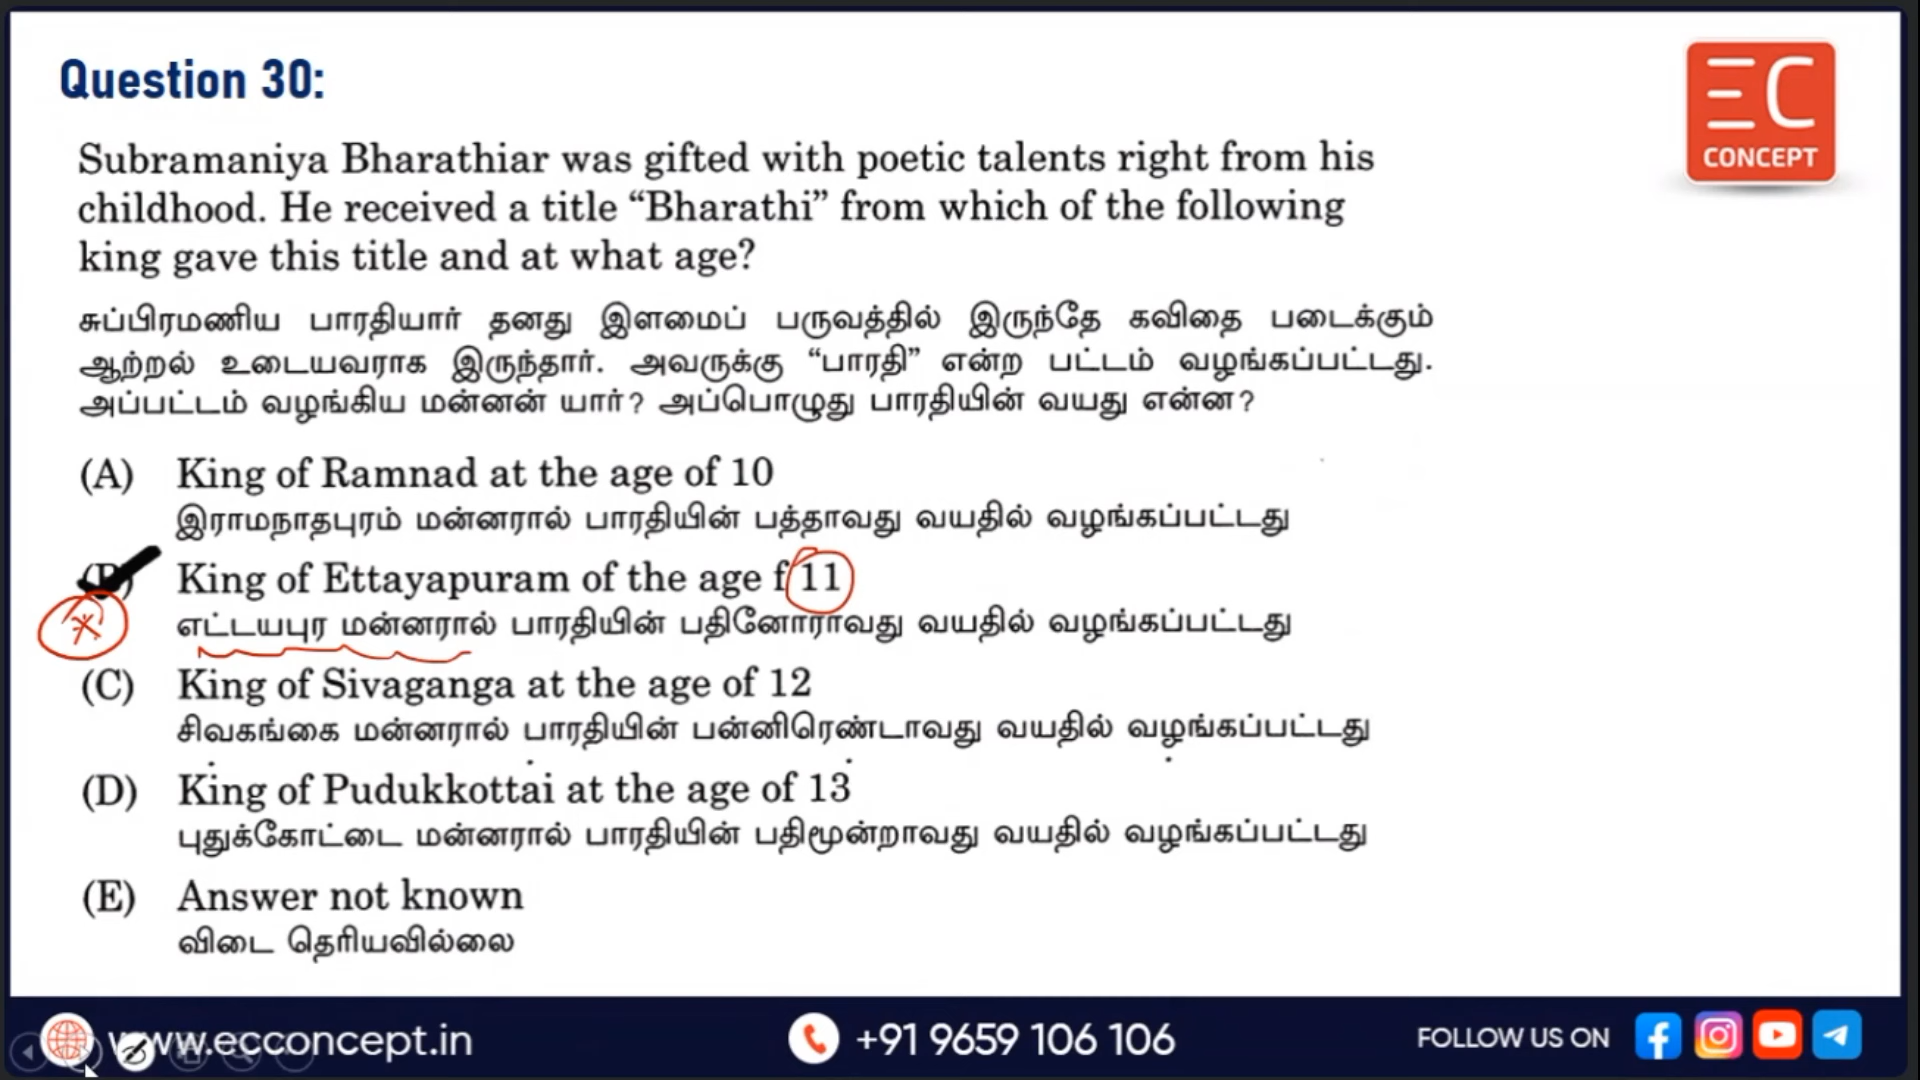 Question 30:
EC
CONCEPT
Subramaniya Bharathiar was gifted with poetic talents right from his
childhood. He received a title “Bharathi” from which of the following
king gave this title and at what age?
சுப்பிரமணிய பாரதியார் தனது இளமைப் பருவத்தில் இருந்தே கவிதை படைக்கும்
ஆற்றல் உடையவராக இருந்தார். அவருக்கு “பாரதி” என்ற பட்டம் வழங்கப்பட்டது.
அப்பட்டம் வழங்கிய மன்னன் யார்? அப்பொழுது பாரதியின் வயது என்ன?
(A) King of Ramnad at the age of 10
இராமநாதபுரம் மன்னரால் பாரதியின் பத்தாவது வயதில் வழங்கப்பட்டது
(B) King of Ettayapuram of the age f 11
எட்டயபுர மன்னரால் பாரதியின் பதினோராவது வயதில் வழங்கப்பட்டது
(C) King of Sivaganga at the age of 12
சிவகங்கை மன்னரால் பாரதியின் பன்னிரெண்டாவது வயதில் வழங்கப்பட்டது
(D) King of Pudukkottai at the age of 13
புதுக்கோட்டை மன்னரால் பாரதியின் பதிமூன்றாவது வயதில் வழங்கப்பட்டது
(E) Answer not known
விடை தெரியவில்லை
www.ecconcept.in +91 9659 106 106 FOLLOW US ON